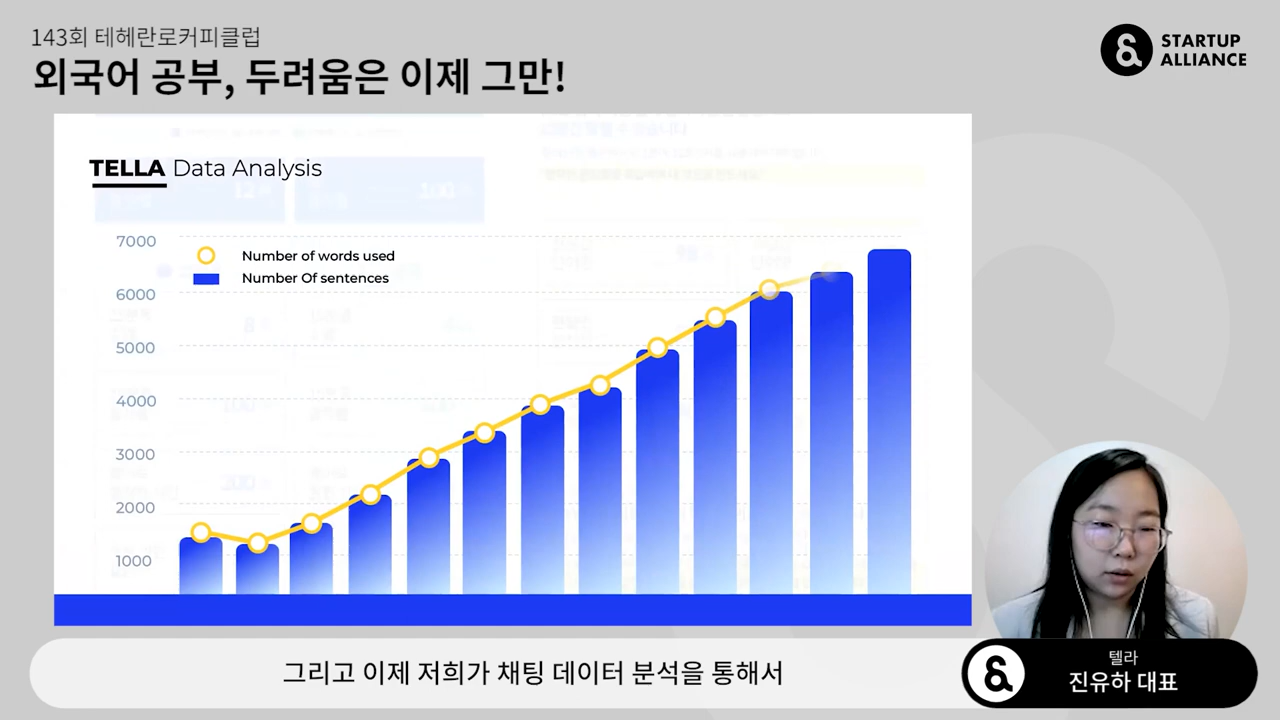 143회 테헤란로커피클럽
외국어 공부, 두려움은 이제 그만!
STARTUP
ALLIANCE
TELLA Data Analysis
7000
6000
5000
4000
3000
2000
1000
Number of words used
Number Of sentences
그리고 이제 저희가 채팅 데이터 분석을 통해서
텔라
진유하 대표